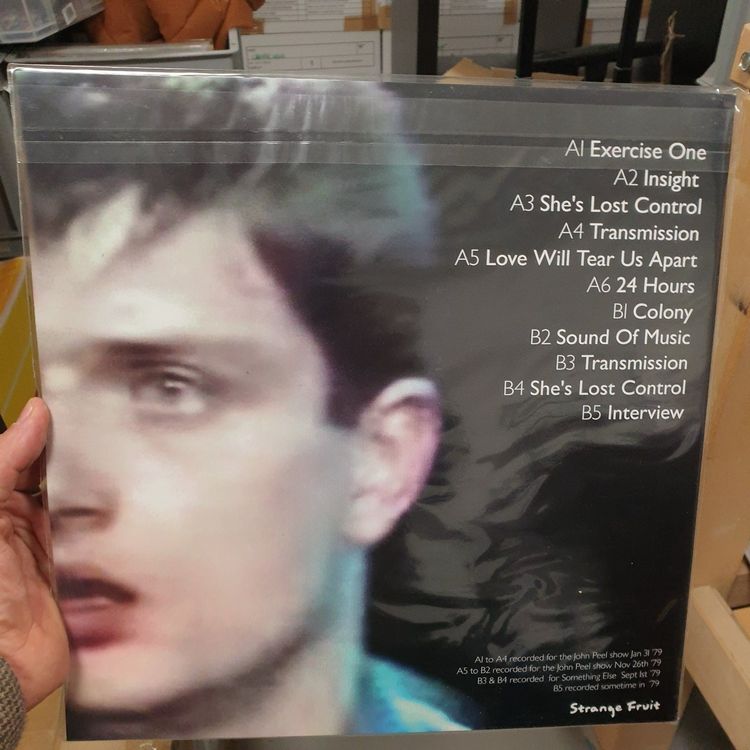 A1 Exercise One
A2 Insight
A3 She's Lost Control
A4 Transmission
A5 Love Will Tear Us Apart
A6 24 Hours
B1 Colony
B2 Sound Of Music
B3 Transmission
B4 She's Lost Control
B5 Interview
A1 to A4 recorded for the John Peel show Jan 31 '79
A5 to B2 recorded for the John Peel show Nov 26th '79
B3 & B4 recorded for Something Else Sept 1st '79
B5 recorded sometime in '79
Strange Fruit